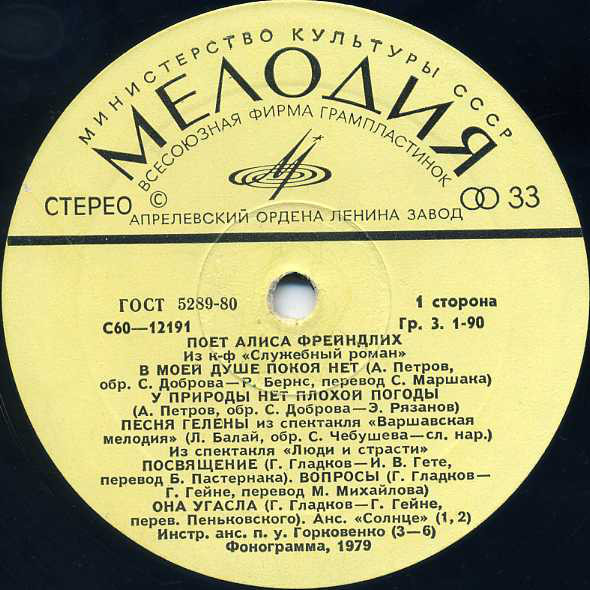 МИНИСТЕРСТВО КУЛЬТУРЫ СССР
МЕЛОДИЯ
ВСЕСОЮЗНАЯ ФИРМА ГРАМПЛАСТИНОК
СТЕРЕО © 33
АПРЕЛЕВСКИЙ ОРДЕНА ЛЕНИНА ЗАВОД
ГОСТ 5289-80 1 сторона
С60—12191 Гр. 3. 1-90
ПОЕТ АЛИСА ФРЕЙНДЛИХ
Из к-ф «Служебный роман»
В МОЕЙ ДУШЕ ПОКОЯ НЕТ (А. Петров,
обр. С. Доброва—Р. Бернс, перевод С. Маршака)
У ПРИРОДЫ НЕТ ПЛОХОЙ ПОГОДЫ
(А. Петров, обр. С. Доброва—Э. Рязанов)
ПЕСНЯ ГЕЛЕНЫ из спектакля «Варшавская
мелодия» (Л. Балай, обр. С. Чебушева—сл. нар.)
Из спектакля «Люди и страсти»
ПОСВЯЩЕНИЕ (Г. Гладков—И. В. Гете,
перевод Б. Пастернака). ВОПРОСЫ (Г. Гладков—
Г. Гейне, перевод М. Михайлова)
ОНА УГАСЛА (Г. Гладков—Г. Гейне,
перев. Пеньковского). Анс. «Солнце» (1, 2)
Инстр. анс. п. у. Горковенко (3—6)
Фонограмма, 1979